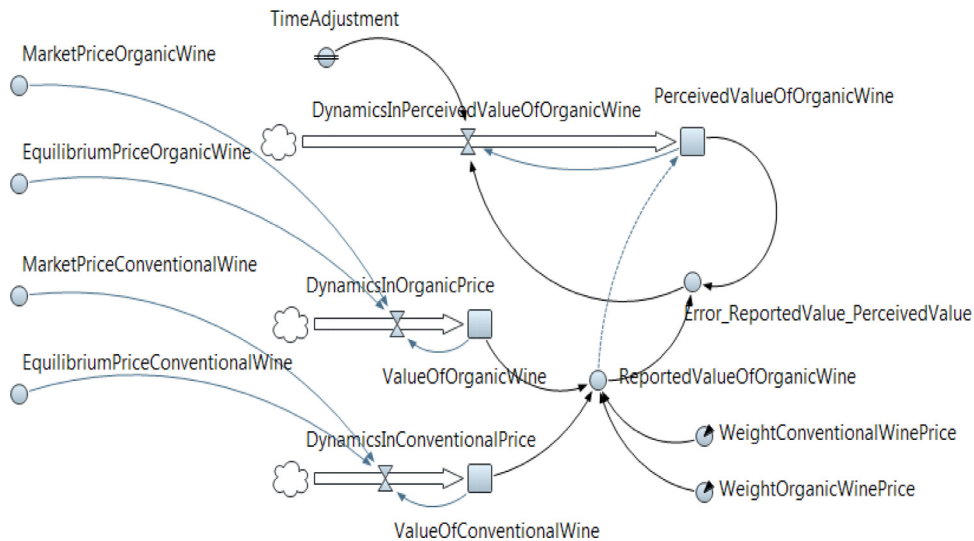 TimeAdjustment
MarketPriceOrganicWine
DynamicsInPerceivedValueOfOrganicWine
PerceivedValueOfOrganicWine
EquilibriumPriceOrganicWine
MarketPriceConventionalWine
DynamicsInOrganicPrice
Error_ReportedValue_PerceivedValue
EquilibriumPriceConventionalWine
ValueOfOrganicWine
ReportedValueOfOrganicWine
DynamicsInConventionalPrice
WeightConventionalWinePrice
WeightOrganicWinePrice
ValueOfConventionalWine